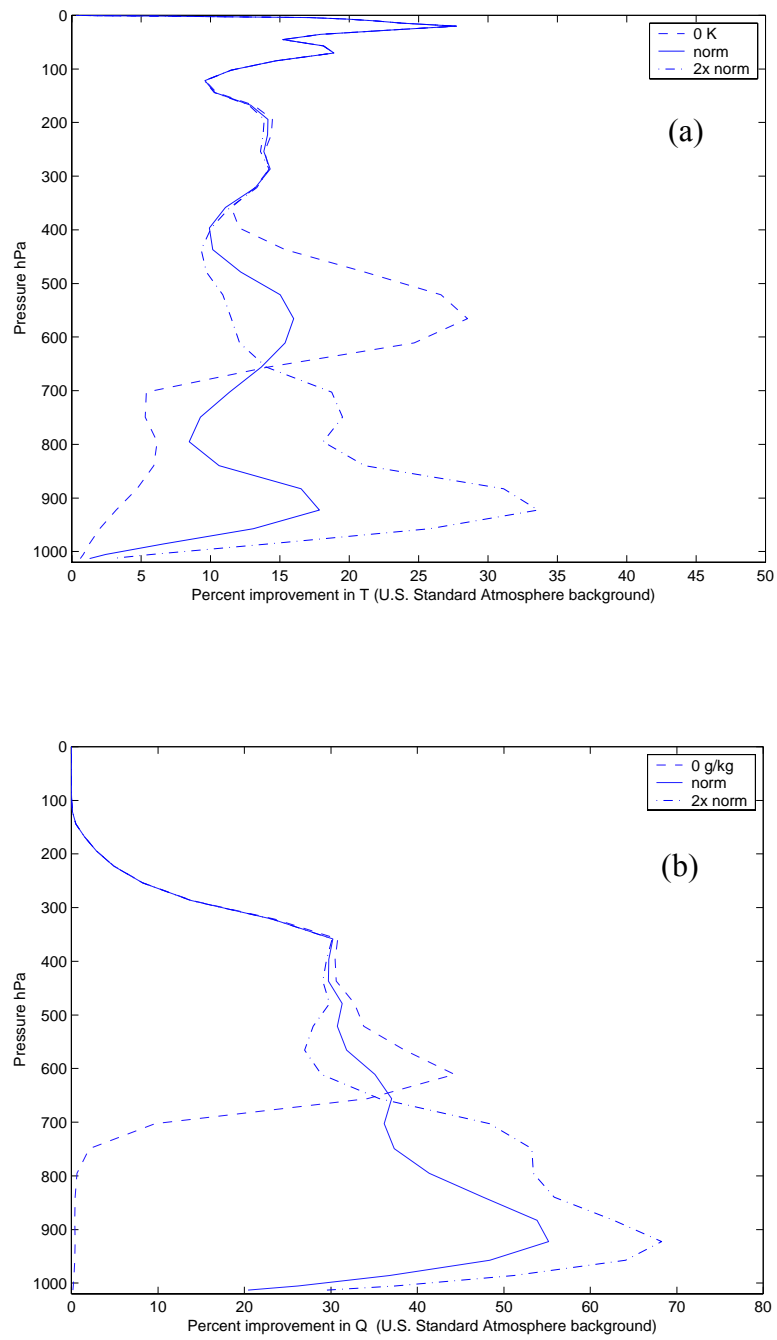 0
100
200
300
400
500
600
700
800
900
1000
Pressure hPa
0 K
norm
2x norm
(a)
0 5 10 15 20 25 30 35 40 45 50
Percent improvement in T (U.S. Standard Atmosphere background)
0
100
200
300
400
500
600
700
800
900
1000
Pressure hPa
0 g/kg
norm
2x norm
(b)
0 10 20 30 40 50 60 70 80
Percent improvement in Q (U.S. Standard Atmosphere background)